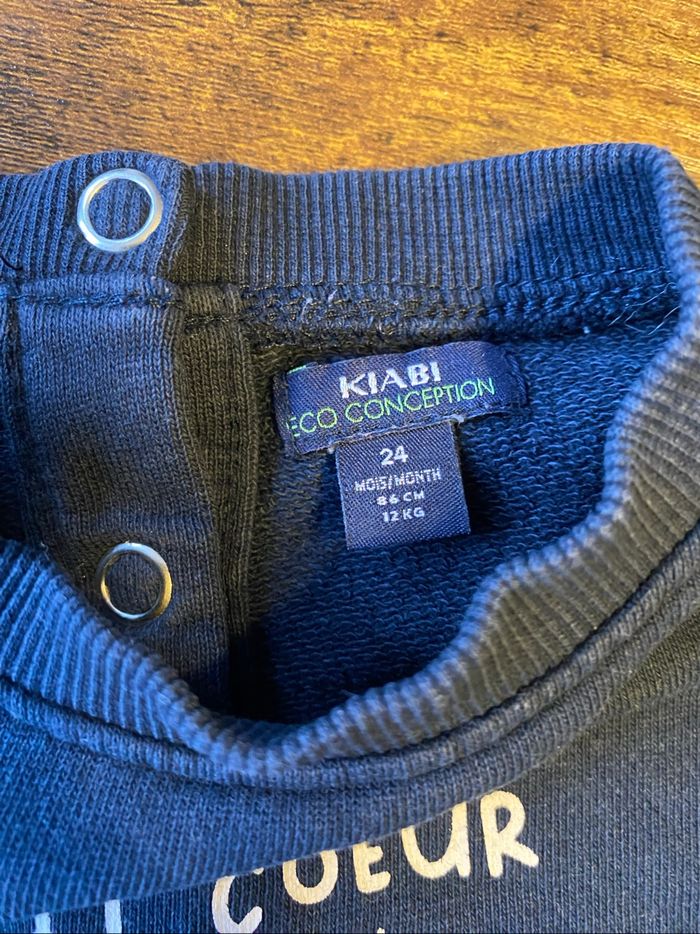 KIABI
ECO CONCEPTION
24
MOIS/MONTH
86 CM
12 KG
COEUR